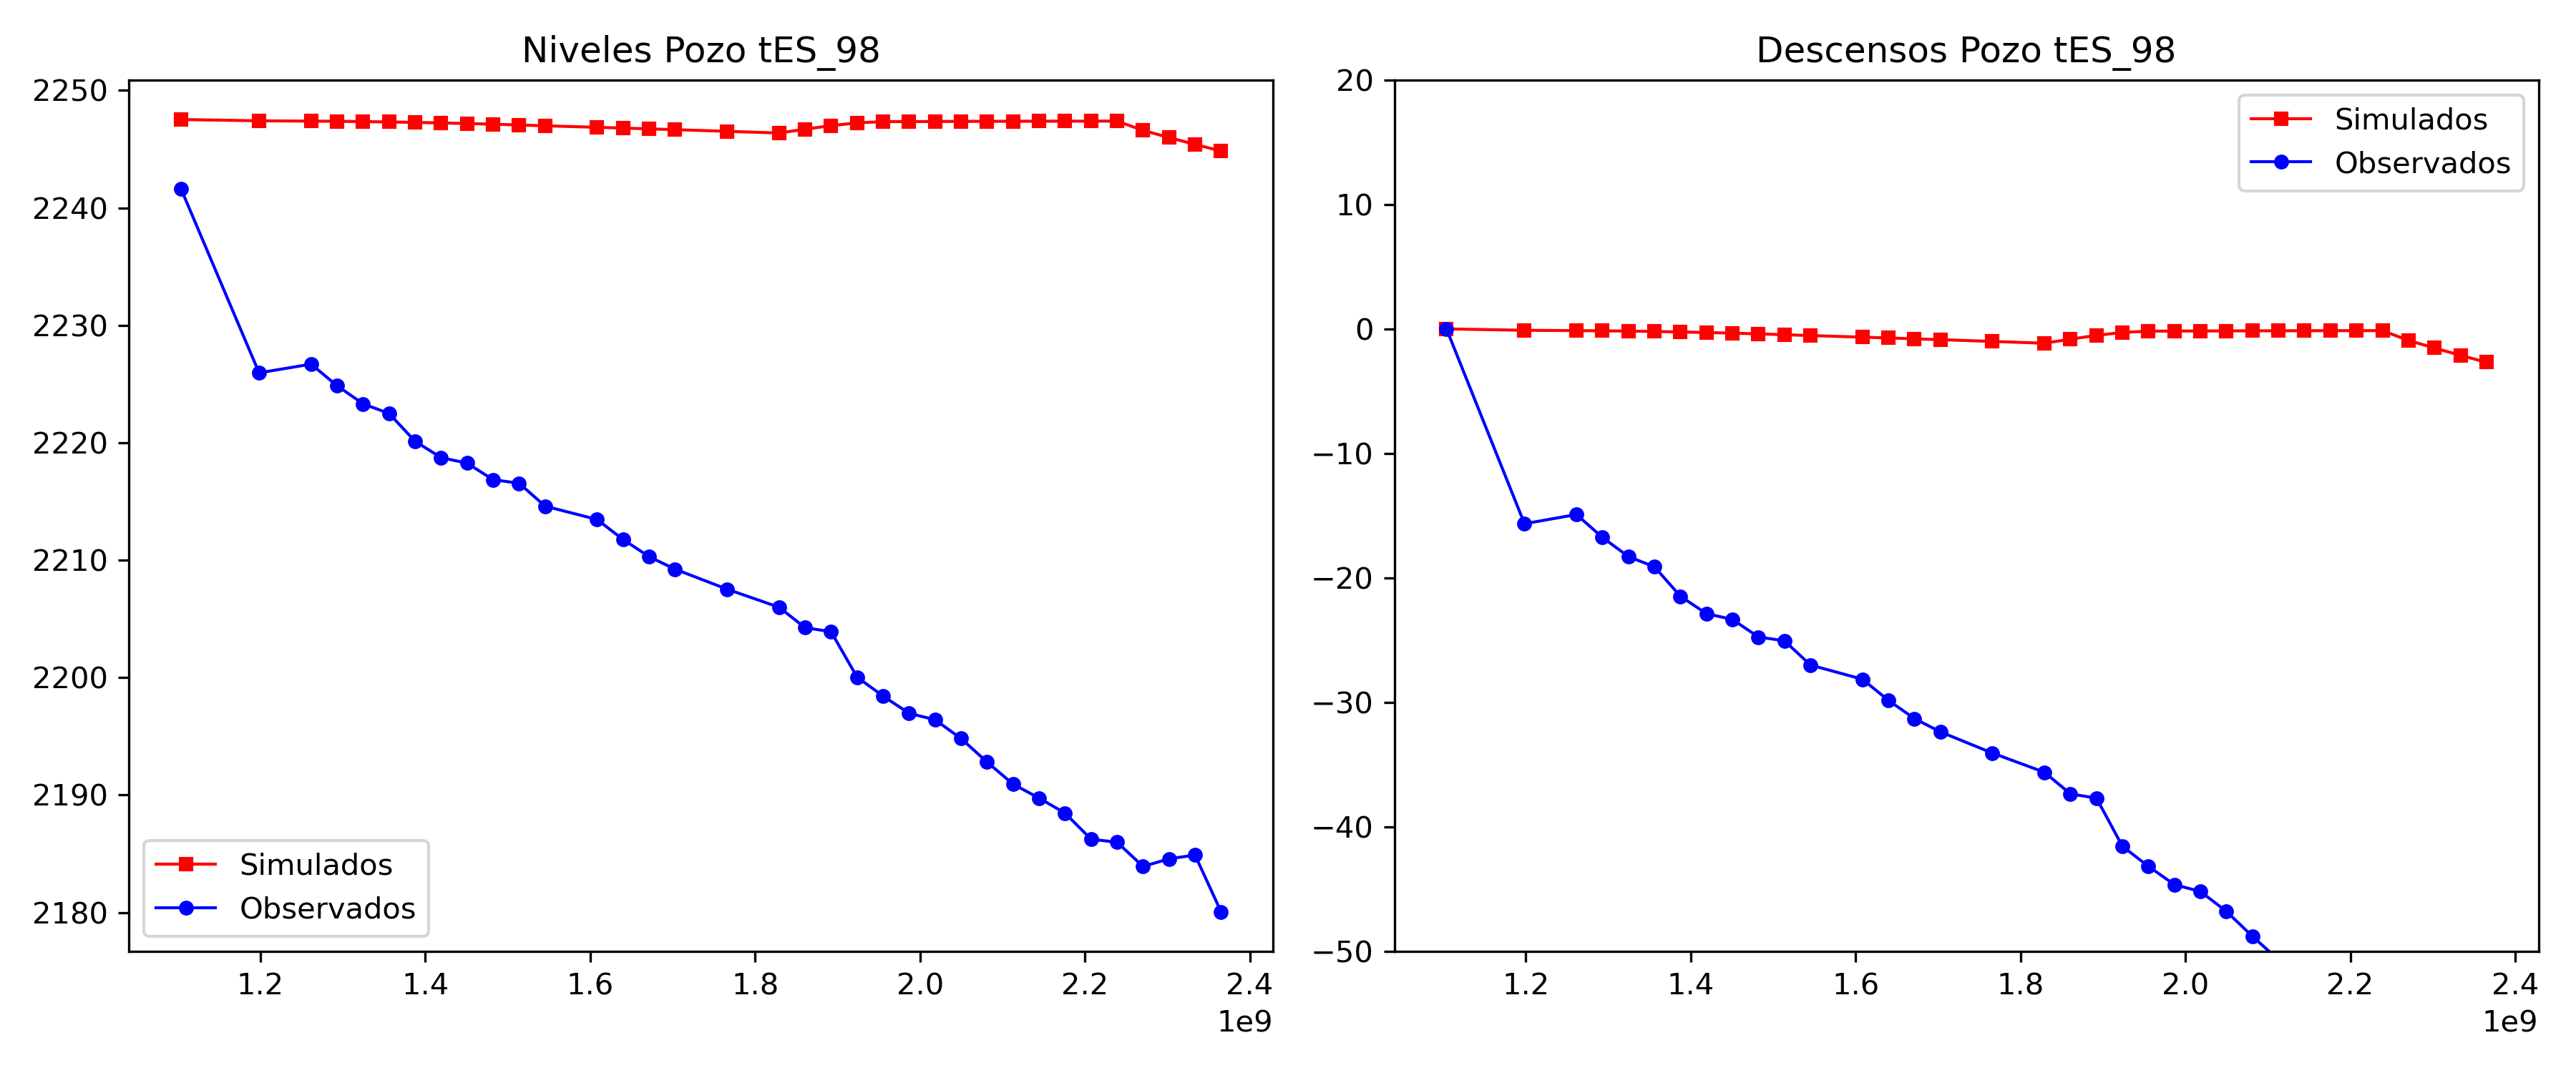 Niveles Pozo tES_98
2250
2240
2230
2220
2210
2200
2190
2180
Simulados
Observados
1.2 1.4 1.6 1.8 2.0 2.2 2.4
1e9
Descensos Pozo tES_98
20
10
0
−10
−20
−30
−40
−50
Simulados
Observados
1.2 1.4 1.6 1.8 2.0 2.2 2.4
1e9